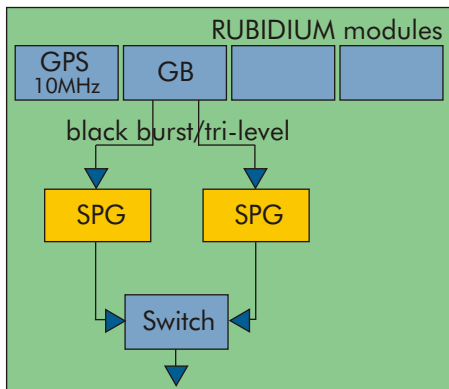 RUBIDIUM modules
GPS
10MHz
GB
black burst/tri-level
SPG
SPG
Switch